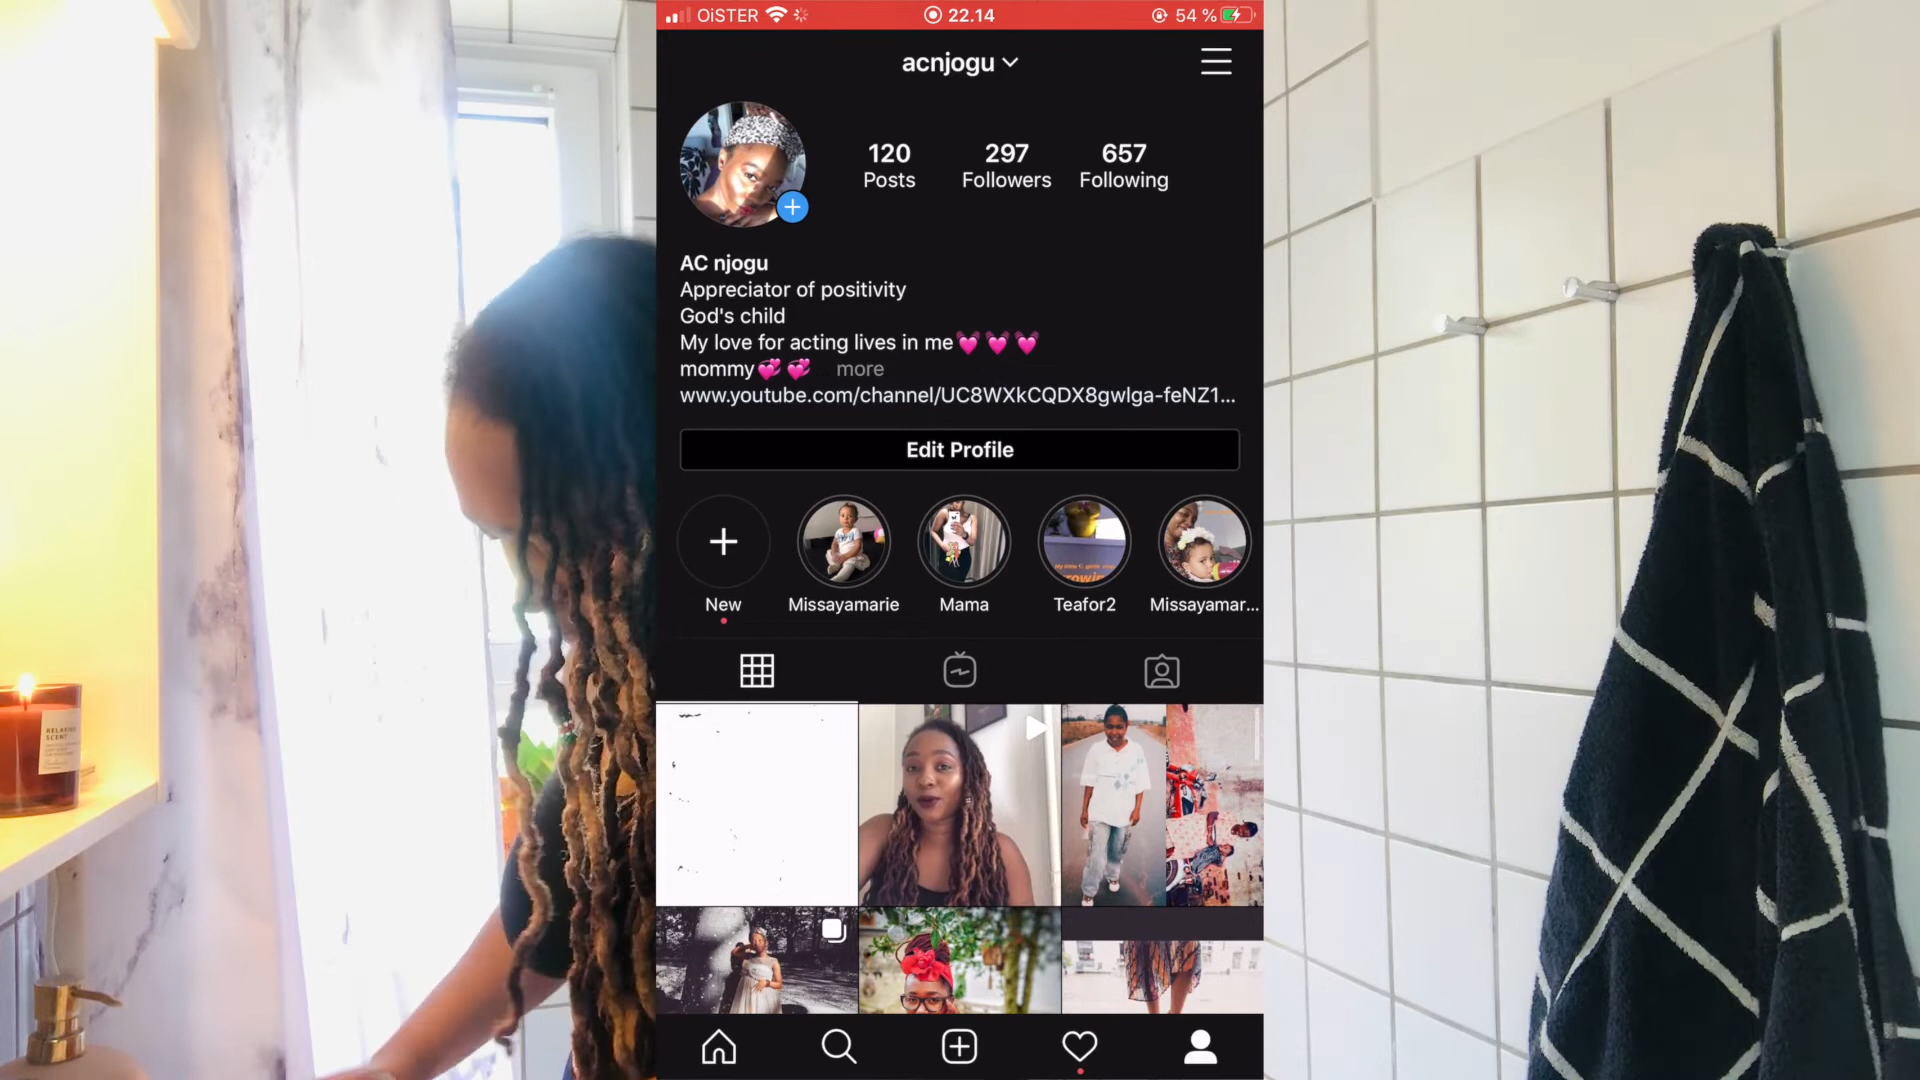 OiSTER 22.14 54 %
acnjogu
120 297 657
Posts Followers Following
AC njogu
Appreciator of positivity
God's child
My love for acting lives in me💓💓💓
mommy💞💞 more
www.youtube.com/channel/UC8WXkCQDX8gwlga-feNZ1...
Edit Profile
New Missayamarie Mama Teafor2 Missayamar...
RELAXING
SCENT